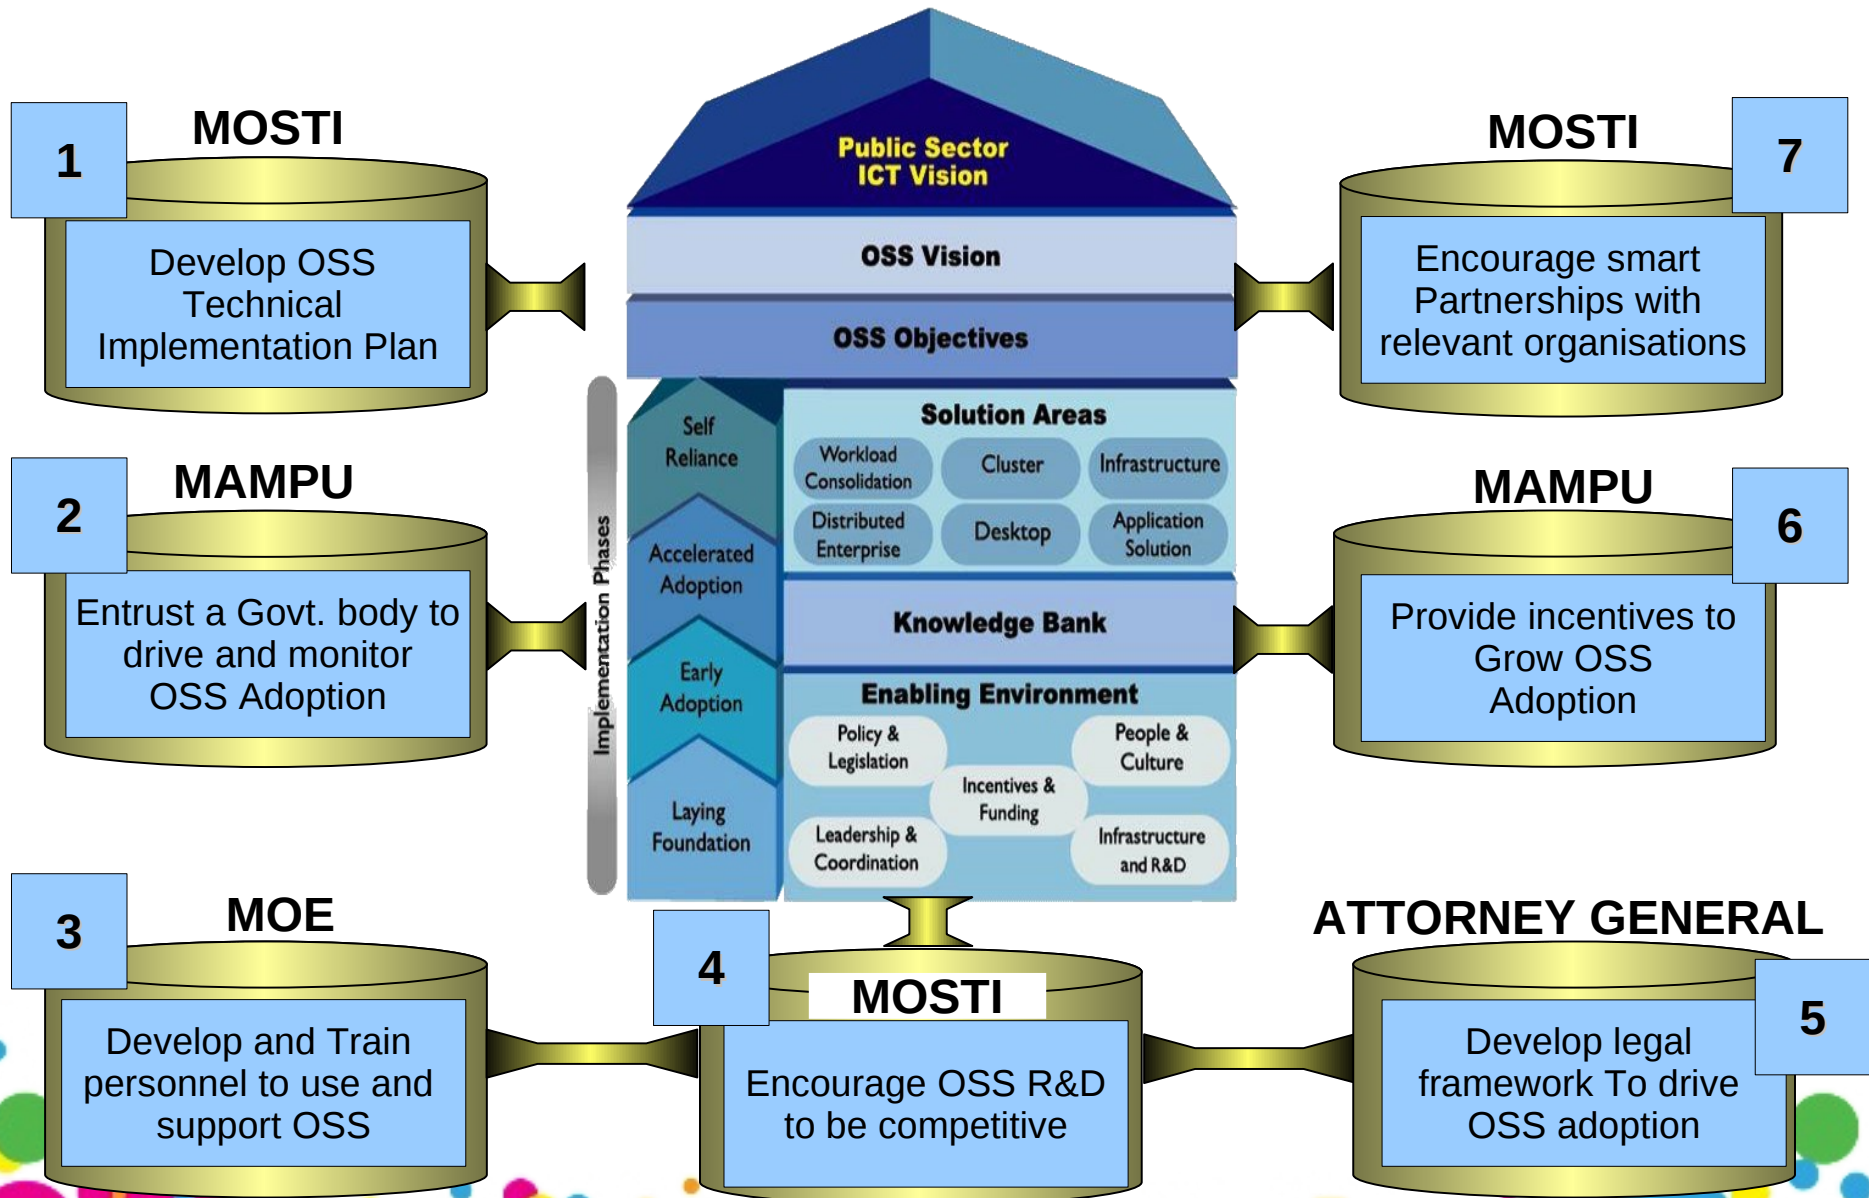 1
MOSTI
Develop OSS
Technical
Implementation Plan
2
MAMPU
Entrust a Govt. body to
drive and monitor
OSS Adoption
3
MOE
Develop and Train
personnel to use and
support OSS
Public Sector
ICT Vision
OSS Vision
OSS Objectives
Implementation Phases
Self
Reliance
Accelerated
Adoption
Early
Adoption
Laying
Foundation
Solution Areas
Workload
Consolidation
Cluster
Infrastructure
Distributed
Enterprise
Desktop
Application
Solution
Knowledge Bank
Enabling Environment
Policy &
Legislation
People &
Culture
Incentives &
Funding
Leadership &
Coordination
Infrastructure
and R&D
4
MOSTI
Encourage OSS R&D
to be competitive
ATTORNEY GENERAL
5
Develop legal
framework To drive
OSS adoption
MAMPU
6
Provide incentives to
Grow OSS
Adoption
MOSTI
7
Encourage smart
Partnerships with
relevant organisations